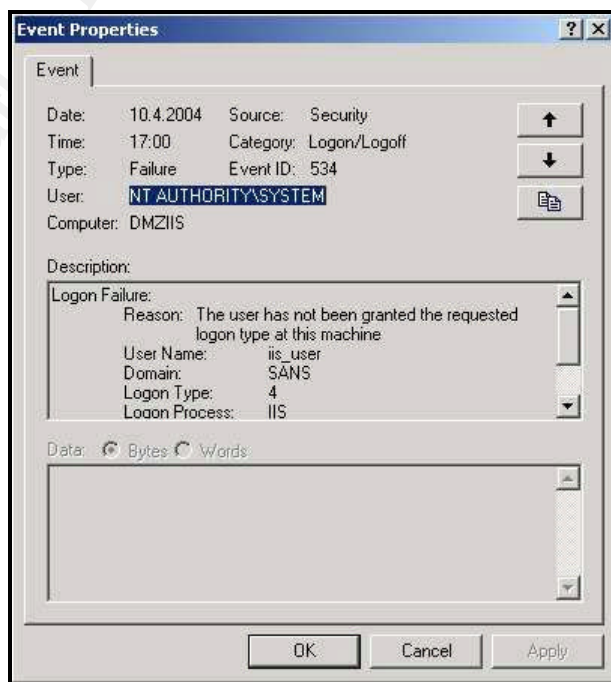 Event Properties
Event
Date: 10.4.2004 Source: Security
Time: 17:00 Category: Logon/Logoff
Type: Failure Event ID: 534
User: NT AUTHORITY\SYSTEM
Computer: DMZIIS
Description:
Logon Failure:
Reason: The user has not been granted the requested
logon type at this machine
User Name: iis_user
Domain: SANS
Logon Type: 4
Logon Process: IIS
Data: Bytes Words
OK Cancel Apply